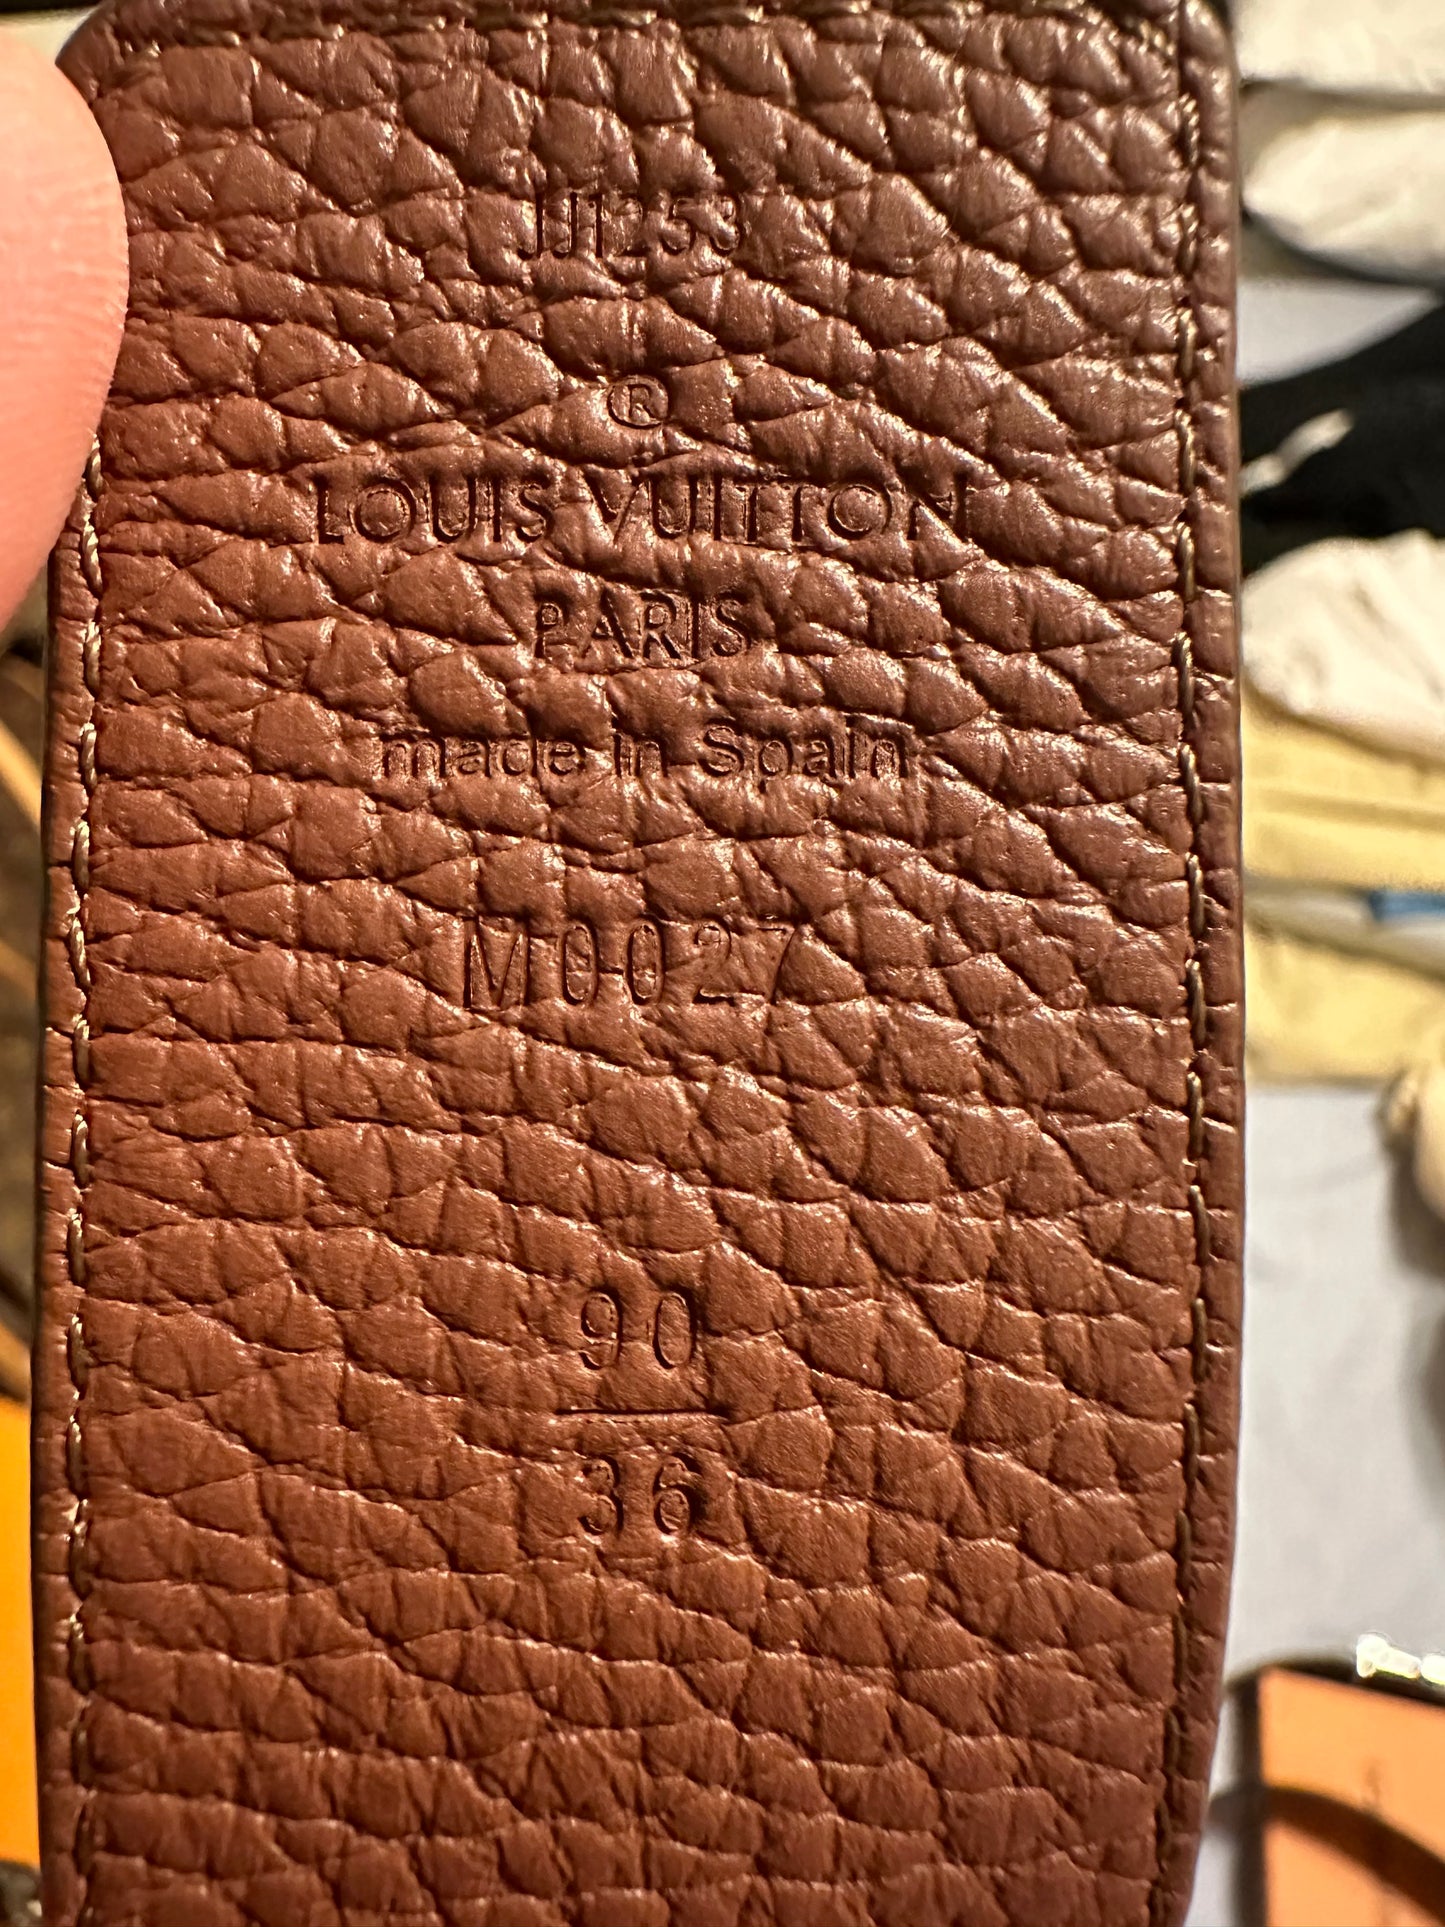 JJ1253
®
LOUIS VUITTON
PARIS
made in Spain
M0027
90
36